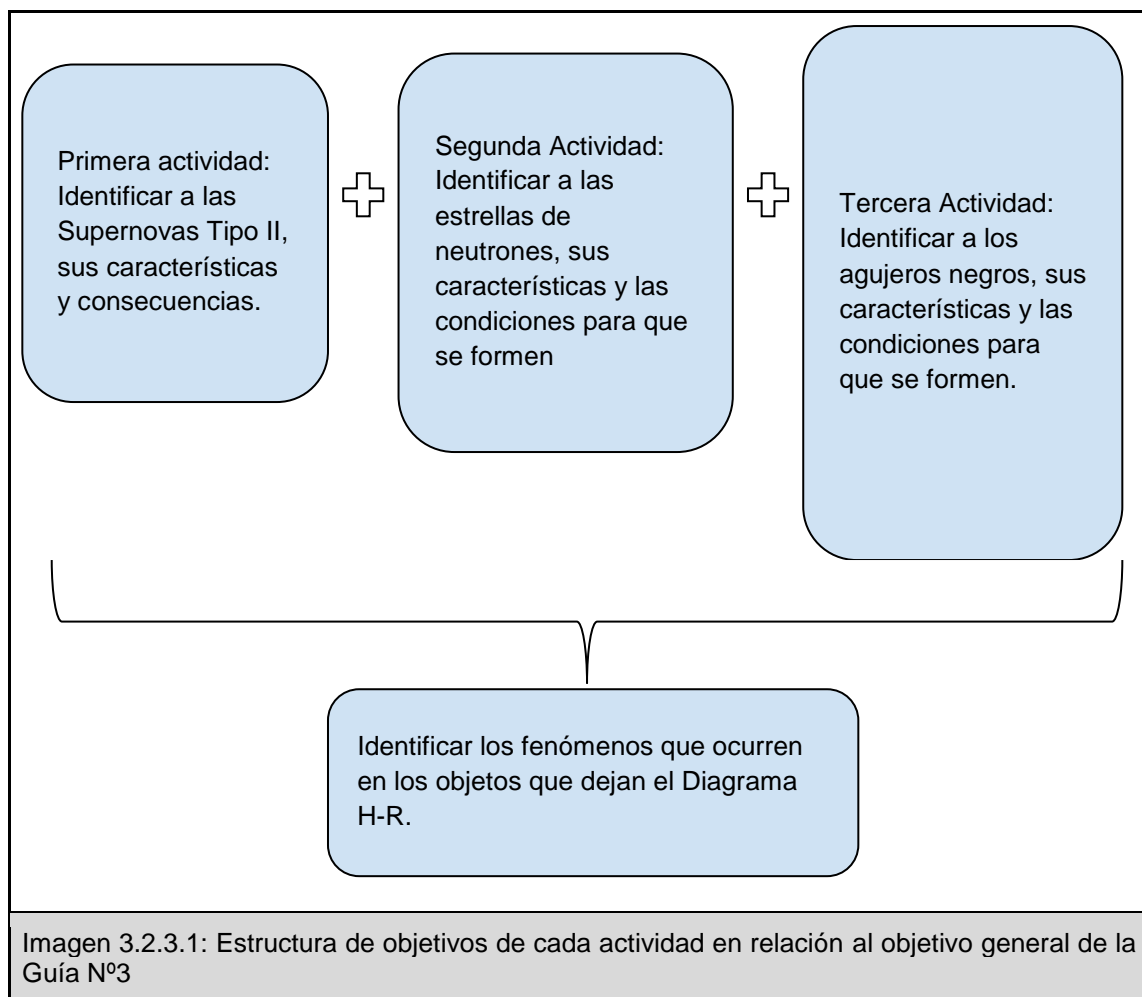 Primera actividad:
Identificar a las
Supernovas Tipo II,
sus características
y consecuencias.
Segunda Actividad:
Identificar a las
estrellas de
neutrones, sus
características y las
condiciones para que
se formen
Tercera Actividad:
Identificar a los
agujeros negros, sus
características y las
condiciones para
que se formen.
Identificar los fenómenos que ocurren
en los objetos que dejan el Diagrama
H-R.
Imagen 3.2.3.1: Estructura de objetivos de cada actividad en relación al objetivo general de la
Guía Nº3